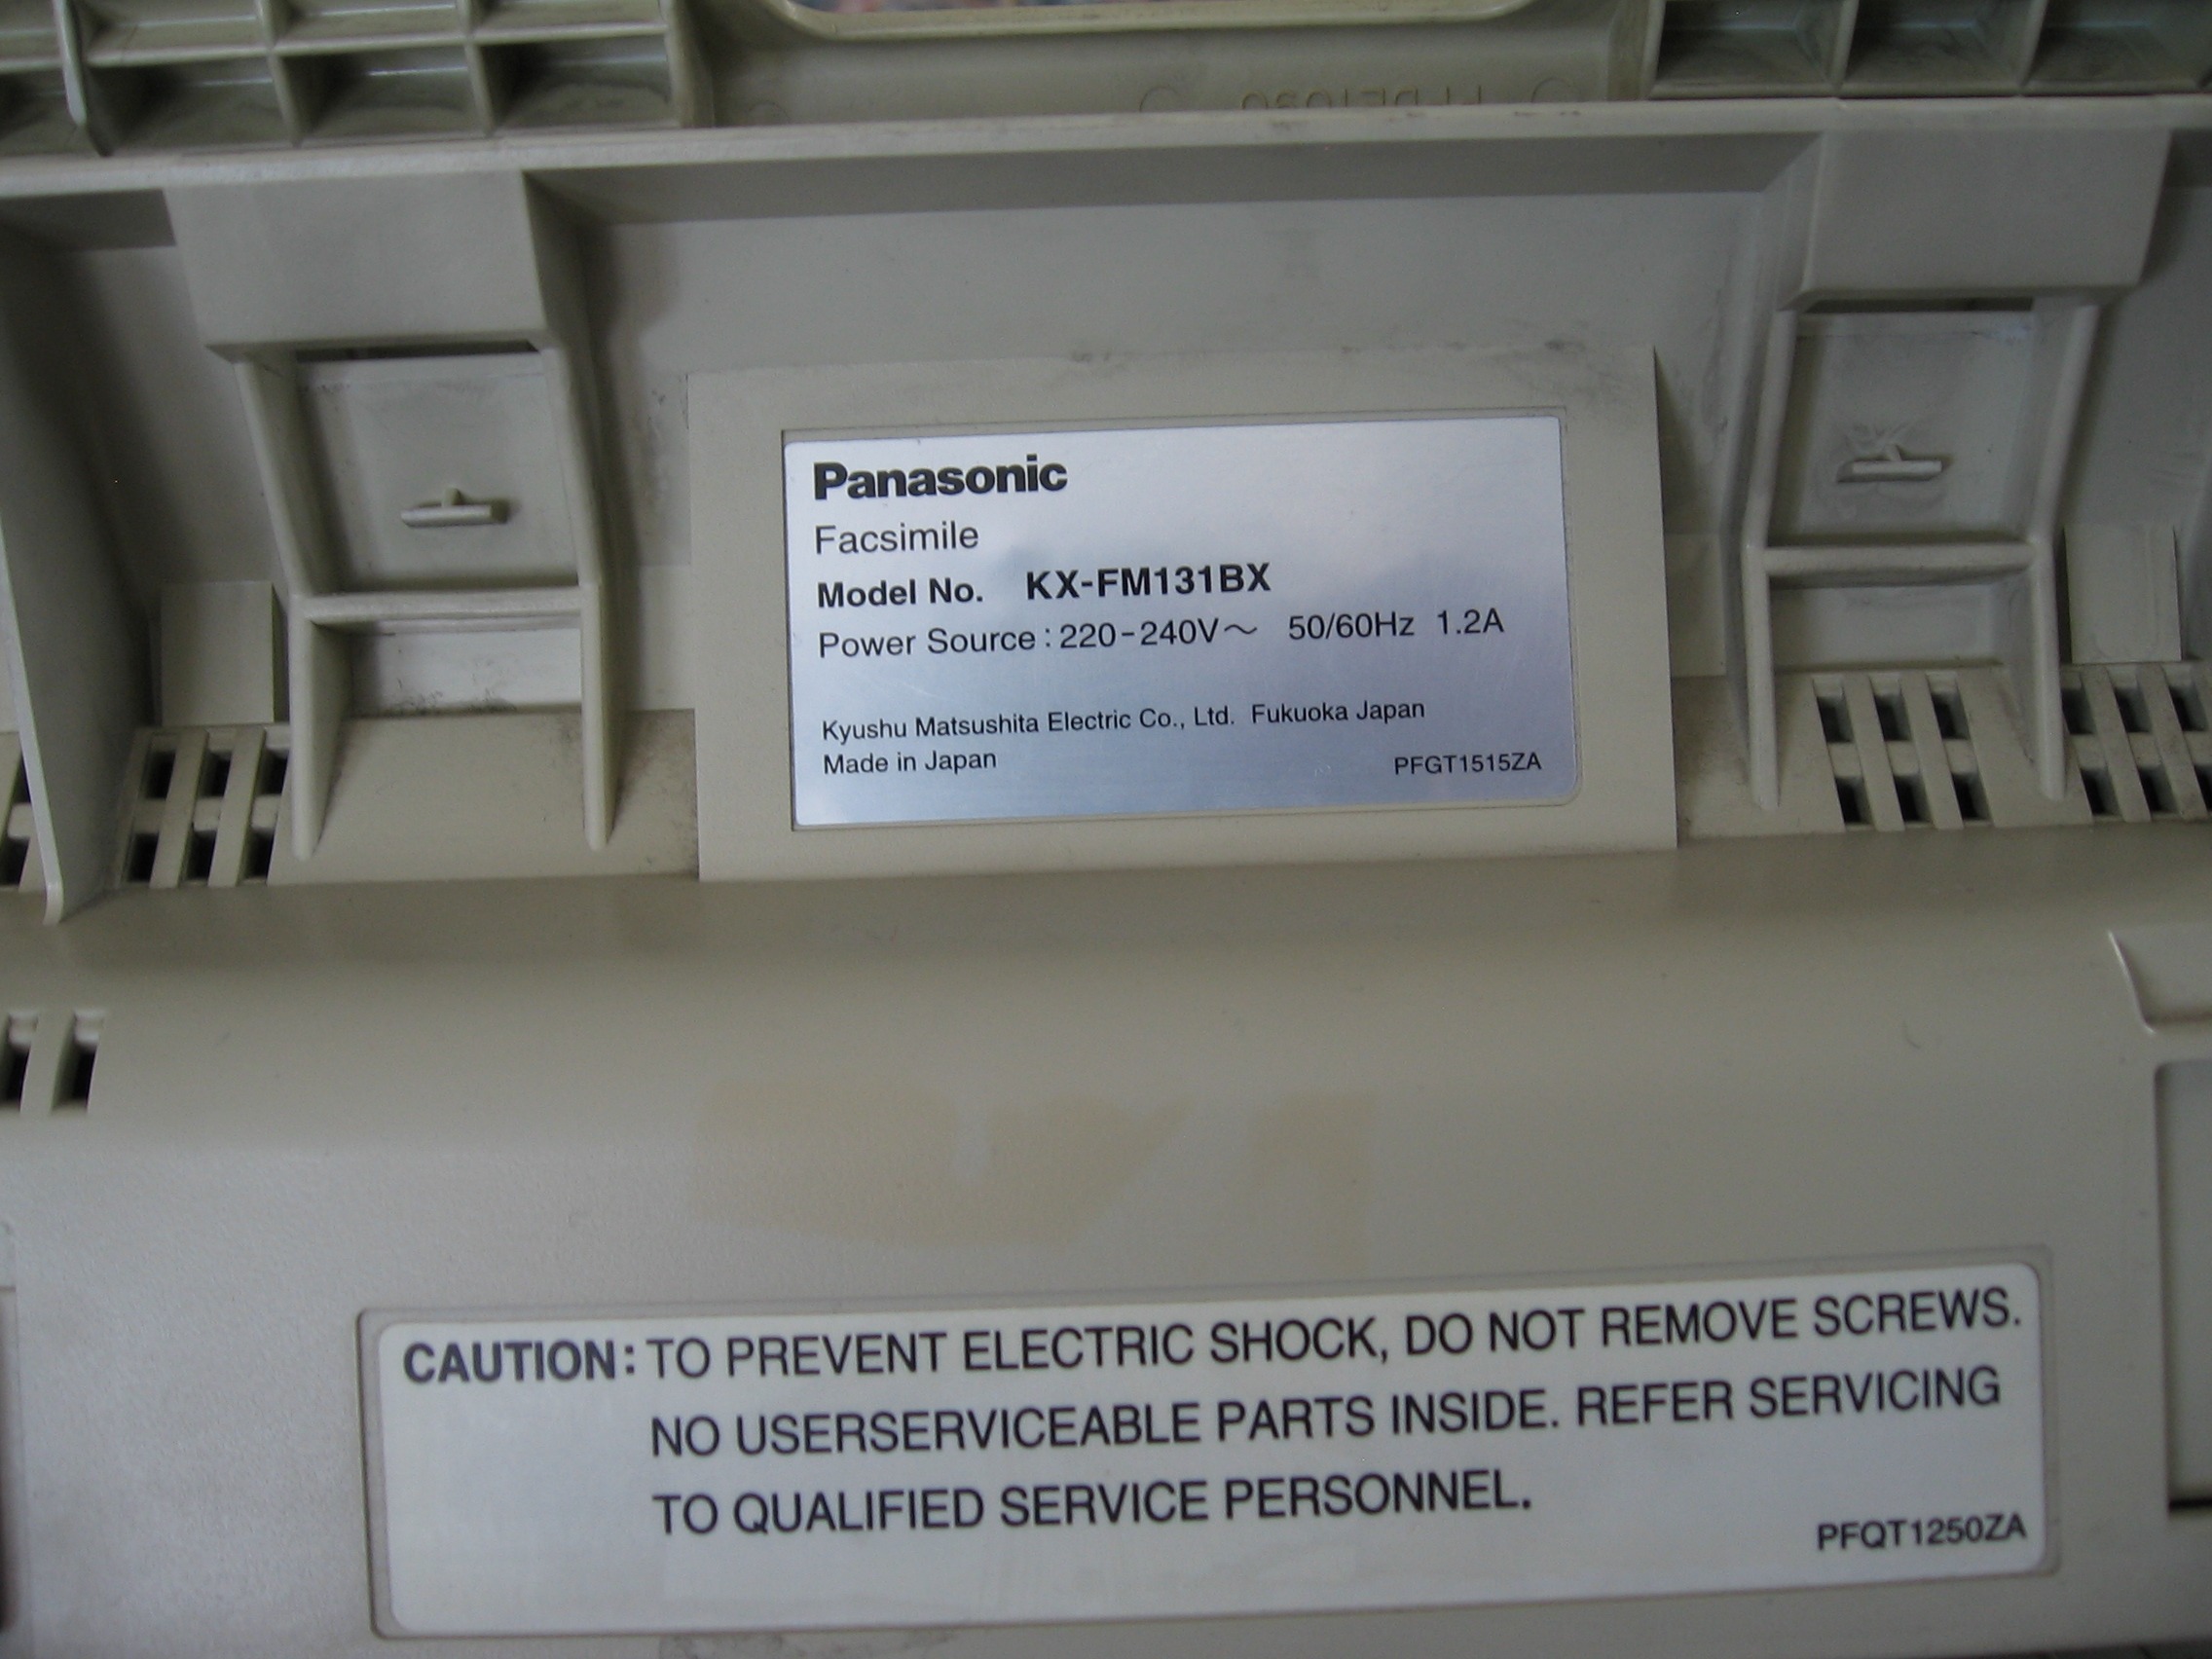 Panasonic
Facsimile
Model No. KX-FM131BX
Power Source : 220-240V～ 50/60Hz 1.2A
Kyushu Matsushita Electric Co., Ltd. Fukuoka Japan
Made in Japan PFGT1515ZA
CAUTION: TO PREVENT ELECTRIC SHOCK, DO NOT REMOVE SCREWS.
NO USERSERVICEABLE PARTS INSIDE. REFER SERVICING
TO QUALIFIED SERVICE PERSONNEL.
PFQT1250ZA